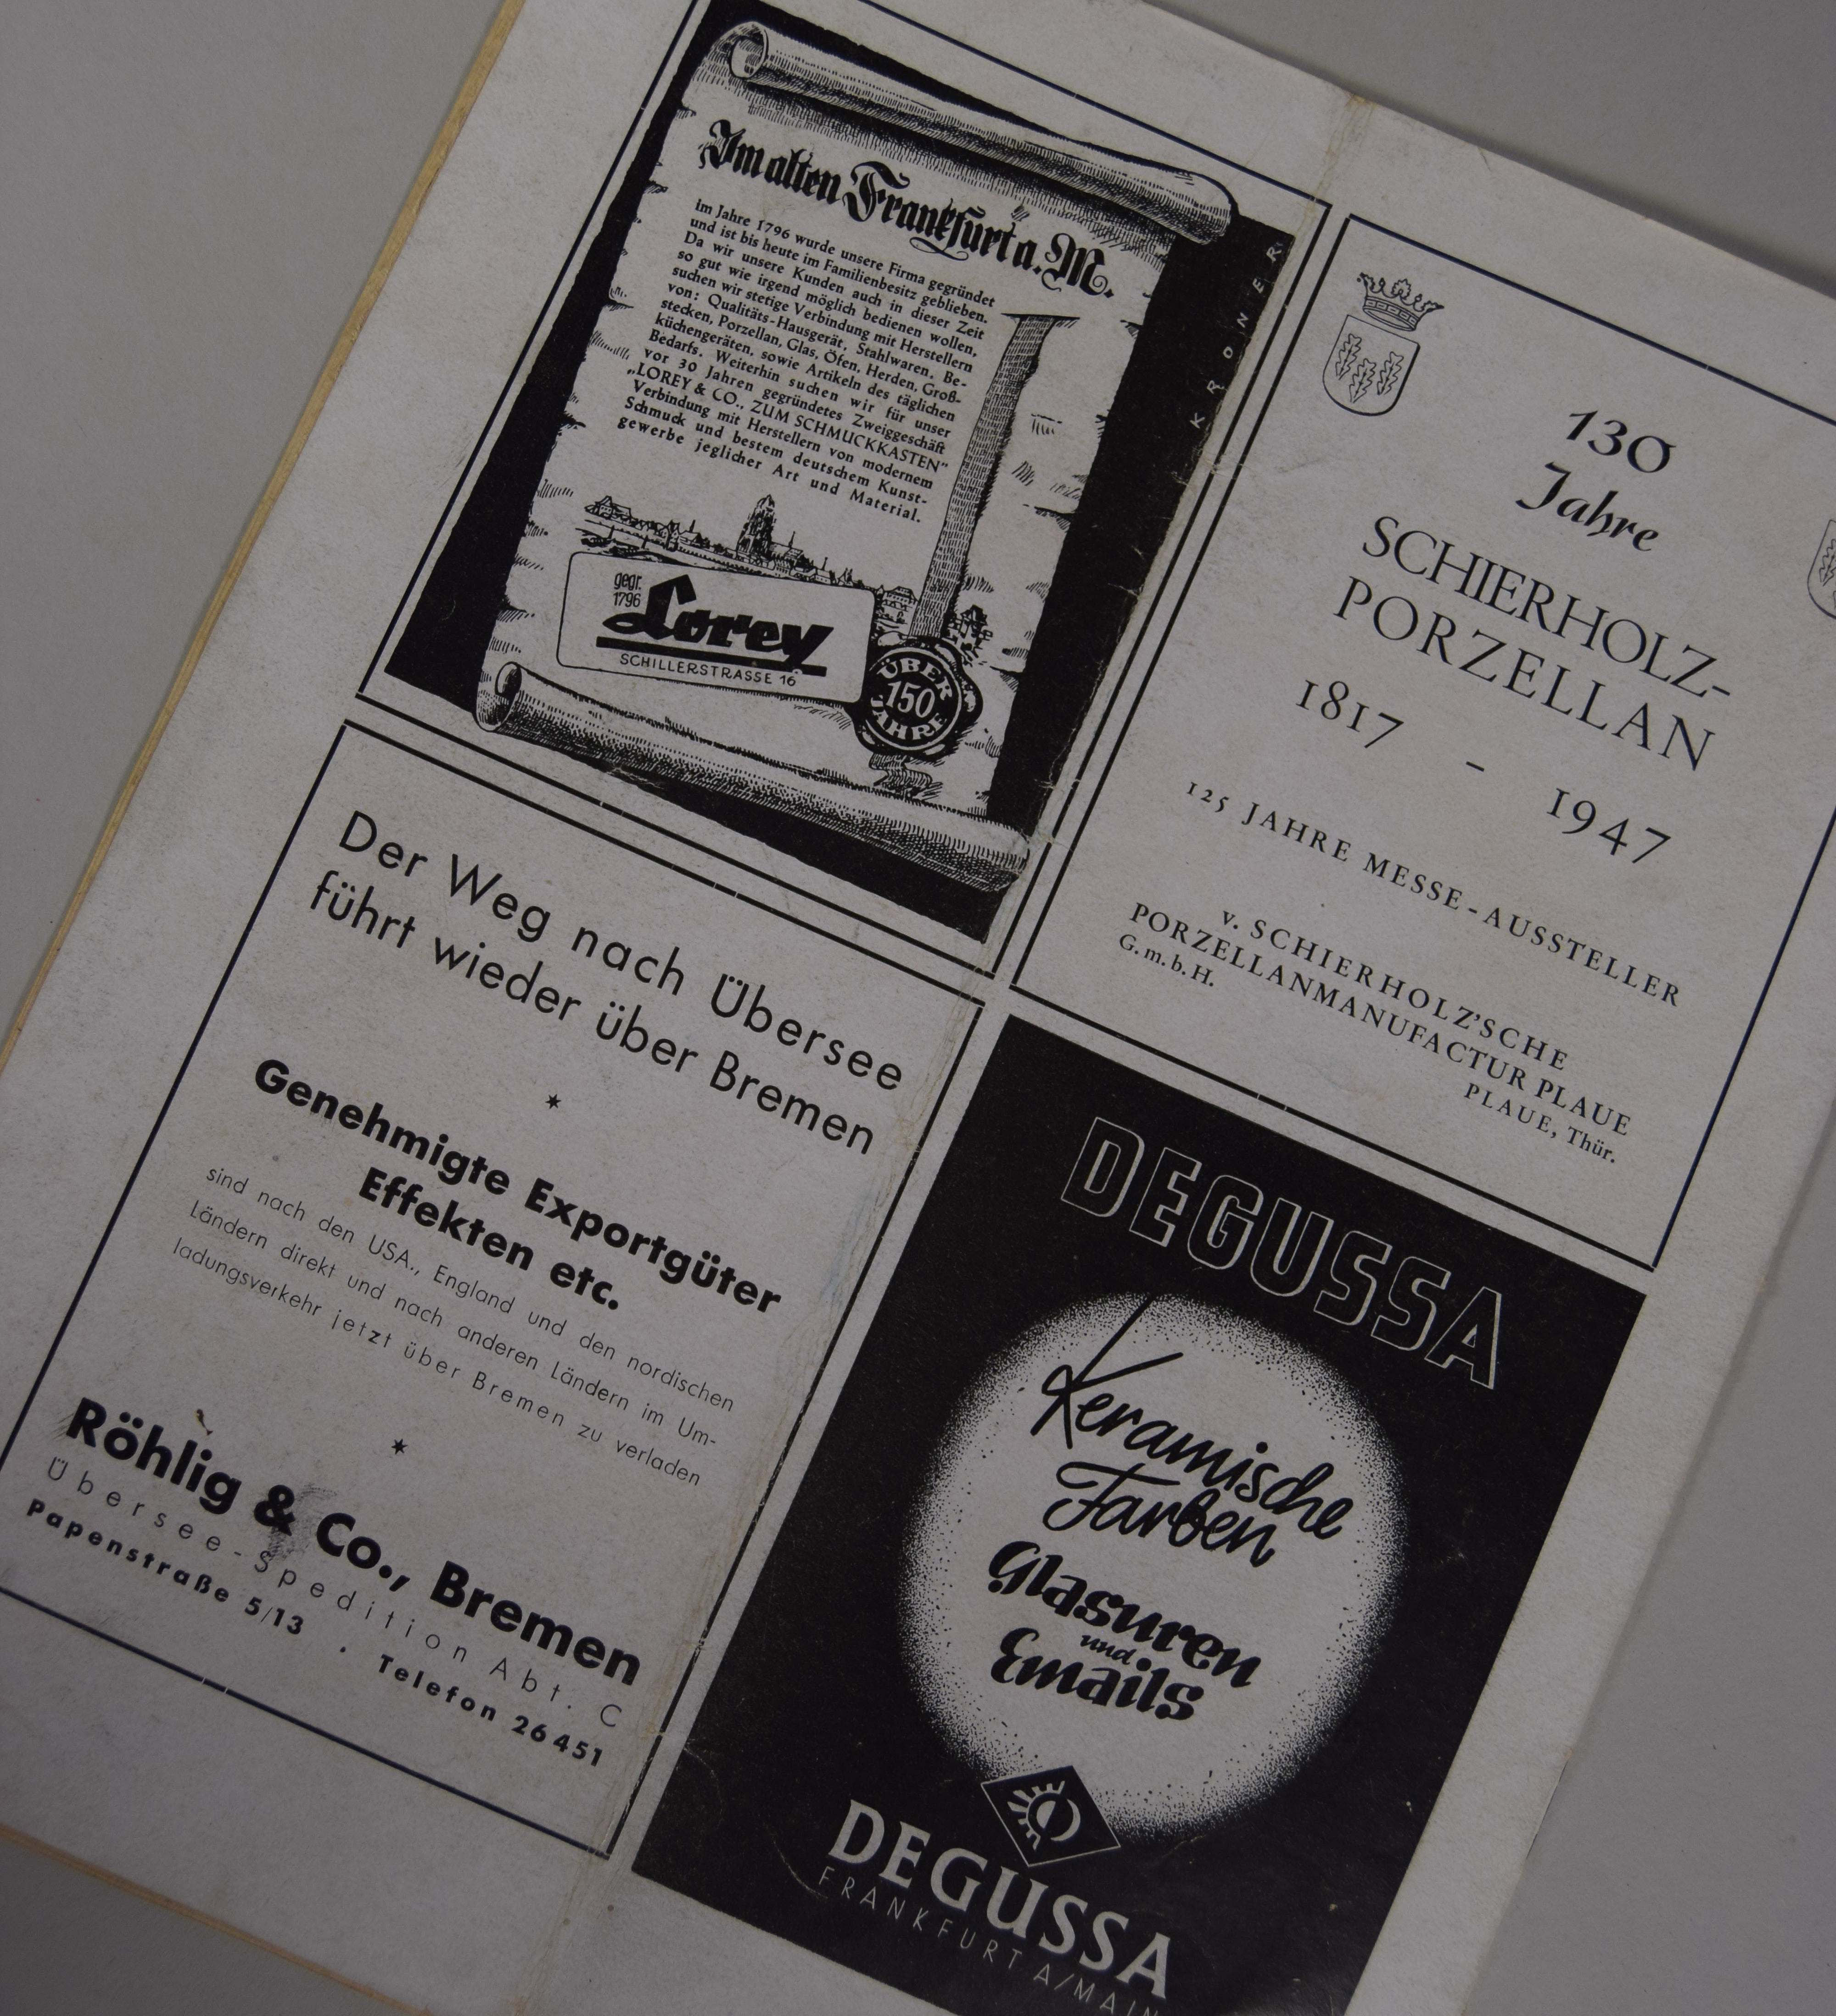 Im alten Frankfurt a. M.
im Jahre 1796 wurde unsere Firma gegründet
und ist bis heute im Familienbesitz geblieben.
Da wir unsere Kunden auch in dieser Zeit
so gut wie irgend möglich bedienen wollen,
suchen wir stetige Verbindung mit Herstellern
von: Qualitäts-Hausgerät, Stahlwaren, Be-
stecken, Porzellan, Glas, Öfen, Herden, Groß-
küchengeräten, sowie Artikeln des täglichen
Bedarfs. Weiterhin suchen wir für unser
vor 30 Jahren gegründetes Zweiggeschäft
„LOREY & CO., ZUM SCHMUCKKASTEN"
Verbindung mit Herstellern von modernem
Schmuck und bestem deutschem Kunst-
gewerbe jeglicher Art und Material.
gegr.
1796
Lorey
SCHILLERSTRASSE 16
ÜBER
150
JAHRE
KRONER
130
Jahre
SCHIERHOLZ-
PORZELLAN
1817 - 1947
125 JAHRE MESSE-AUSSTELLER
v. SCHIERHOLZ'SCHE
PORZELLANMANUFACTUR PLAUE
G.m.b.H.
PLAUE, Thür.
Der Weg nach Übersee
führt wieder über Bremen
Genehmigte Exportgüter
Effekten etc.
sind nach den USA., England und den nordischen
Ländern direkt und nach anderen Ländern im Um-
ladungsverkehr jetzt über Bremen zu verladen
Röhlig & Co., Bremen
Übersee-Spedition Abt. C
Papenstraße 5/13 · Telefon 26451
DEGUSSA
Keramische
Farben
Glasuren
und
Emails
DEGUSSA
FRANKFURT A/MAIN